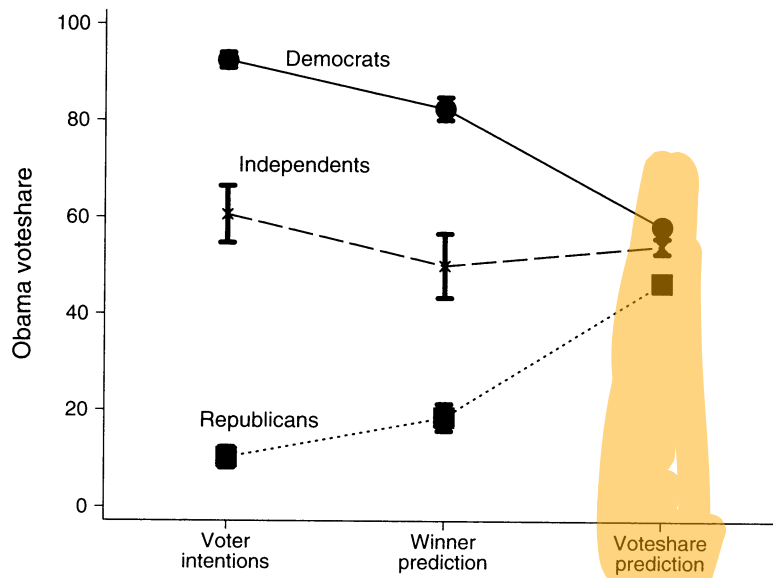 100
80
60
40
20
0
Obama voteshare
Democrats
Independents
Republicans
Voter
intentions
Winner
prediction
Voteshare
prediction